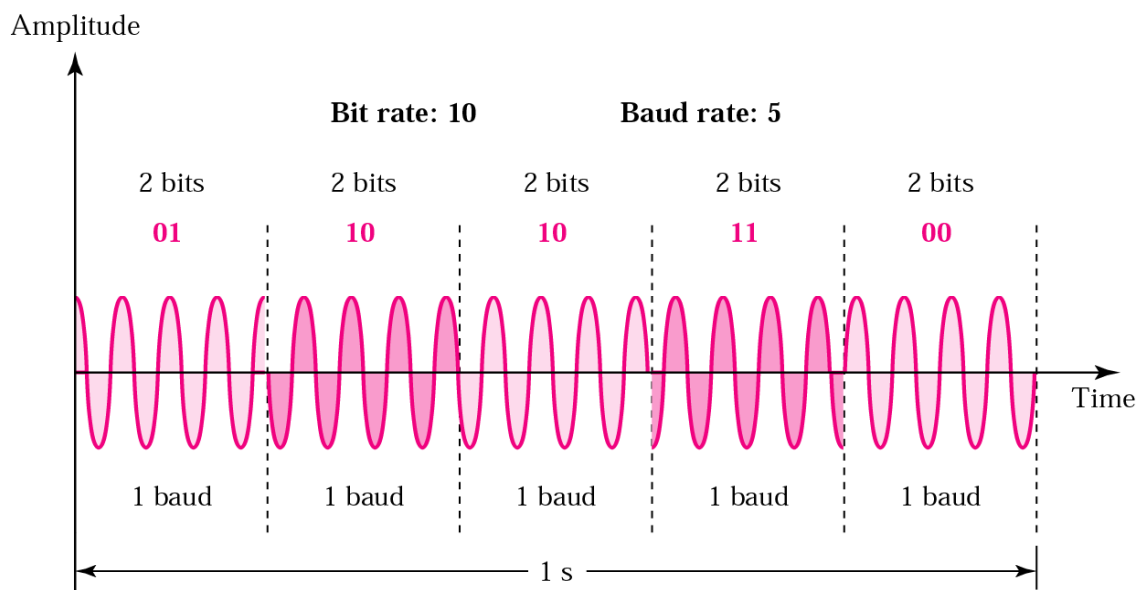 Amplitude
Bit rate: 10 Baud rate: 5
2 bits 2 bits 2 bits 2 bits 2 bits
01 10 10 11 00
Time
1 baud 1 baud 1 baud 1 baud 1 baud
1 s